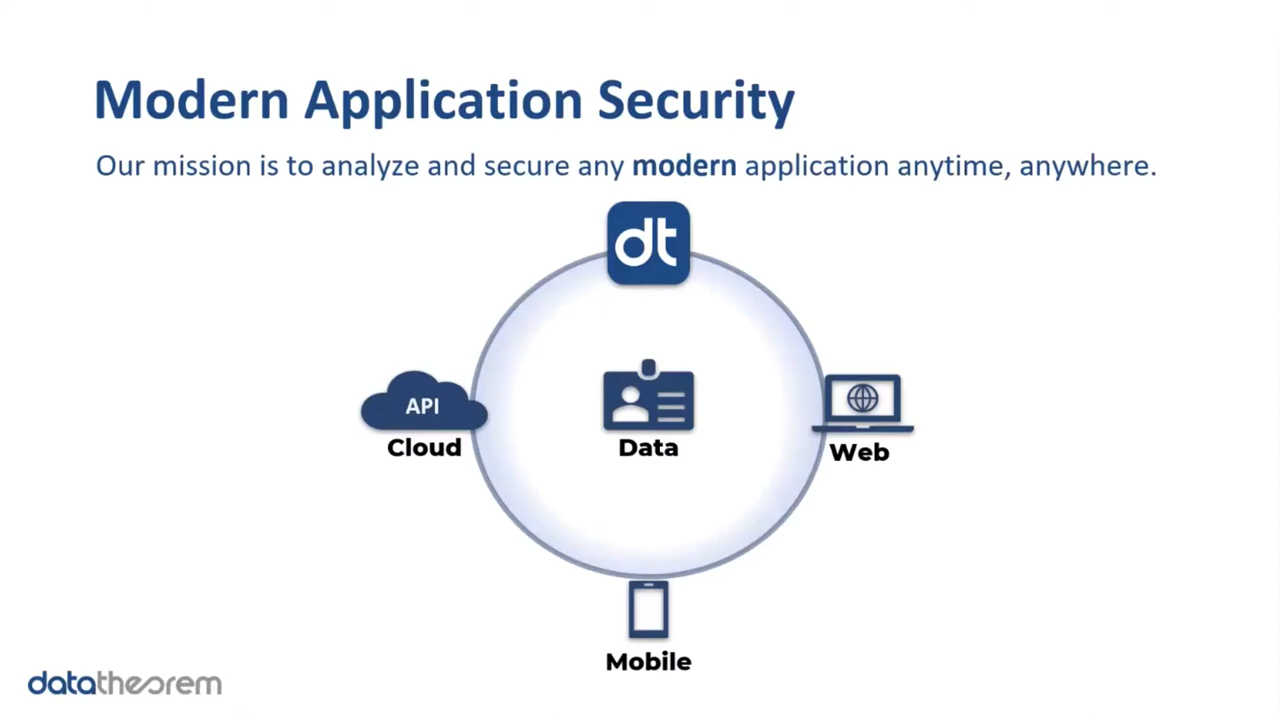 Modern Application Security
Our mission is to analyze and secure any modern application anytime, anywhere.
dt
API
Cloud
Data
Web
Mobile
datatheorem